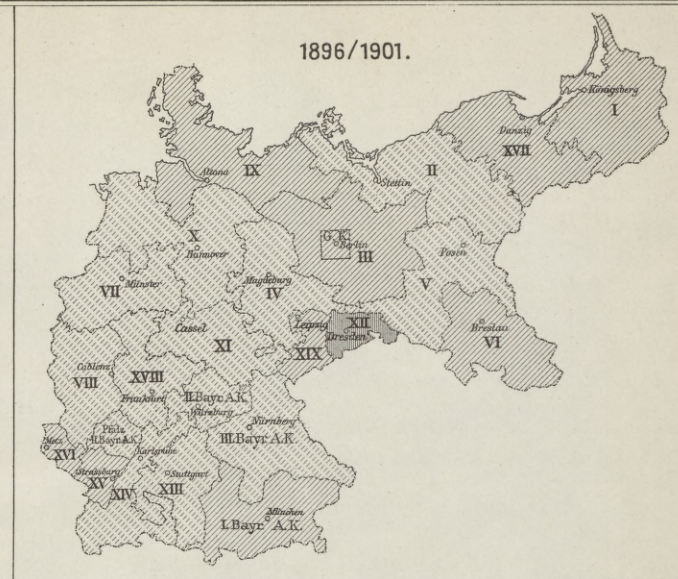 1896/1901.
Königsberg
I
Danzig
XVII
IX
Altona
II
Stettin
X
Hannover
G.K.
Berlin
III
Posen
VII
Münster
Magdeburg
IV
V
Cassel
XI
Leipzig
XII
Dresden
XIX
Breslau
VI
Coblenz
VIII
XVIII
Frankfurt
II.Bayr.A.K.
Würzburg
Nürnberg
III.Bayr.A.K.
Metz
XVI
Pfalz
II.Bayr.A.K.
Karlsruhe
Strassburg
XV
XIV
Stuttgart
XIII
München
I.Bayr.A.K.